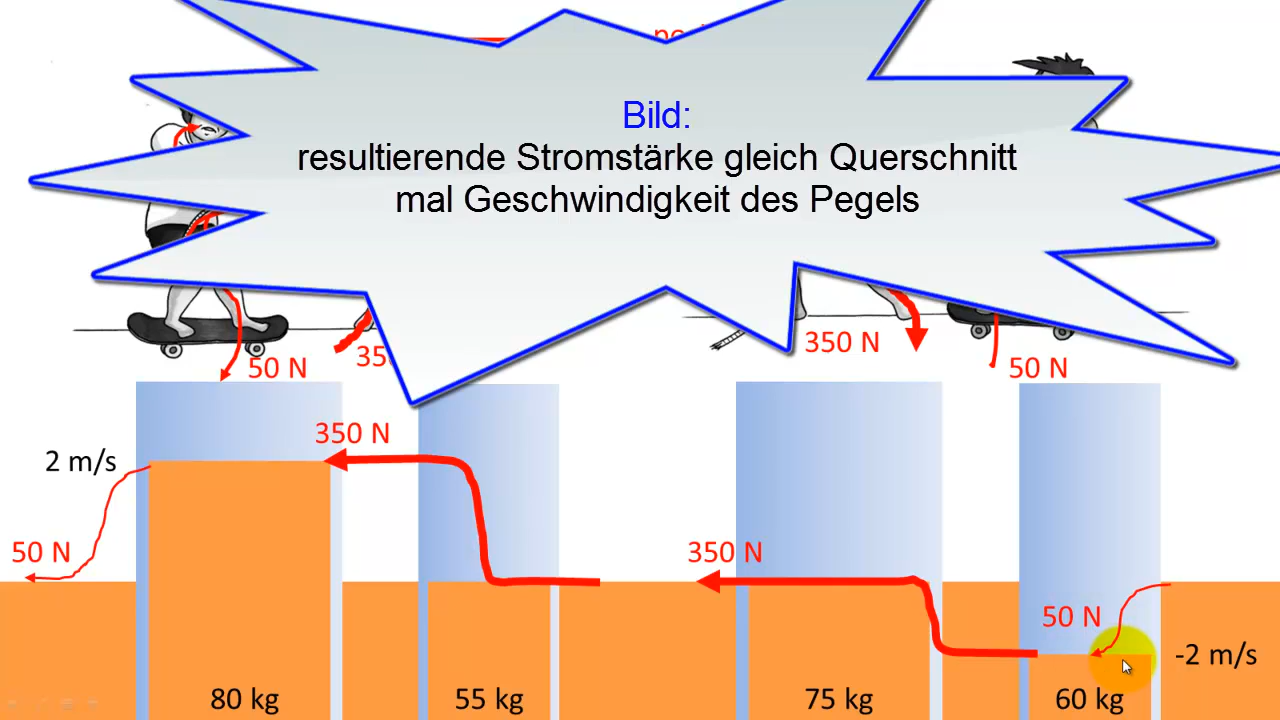 Bild:
resultierende Stromstärke gleich Querschnitt
mal Geschwindigkeit des Pegels
350 N
50 N
50 N
350 N
2 m/s
50 N
350 N
50 N
-2 m/s
80 kg
55 kg
75 kg
60 kg